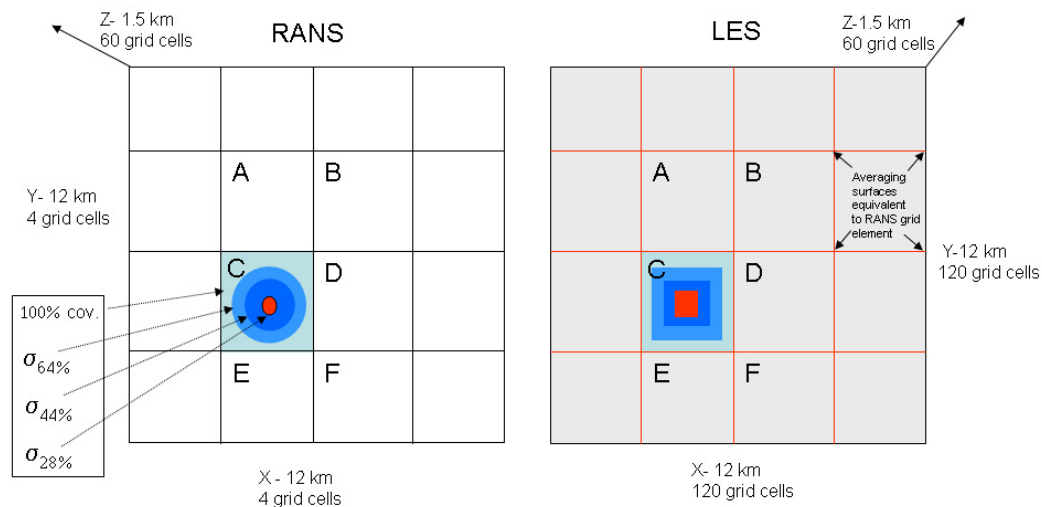 Z- 1.5 km
60 grid cells
RANS
LES
Z-1.5 km
60 grid cells
A
B
Y- 12 km
4 grid cells
C
D
E
F
100% cov.
σ64%
σ44%
σ28%
X - 12 km
4 grid cells
A
B
Averaging
surfaces
equivalent
to RANS grid
element
C
D
E
F
Y-12 km
120 grid cells
X- 12 km
120 grid cells